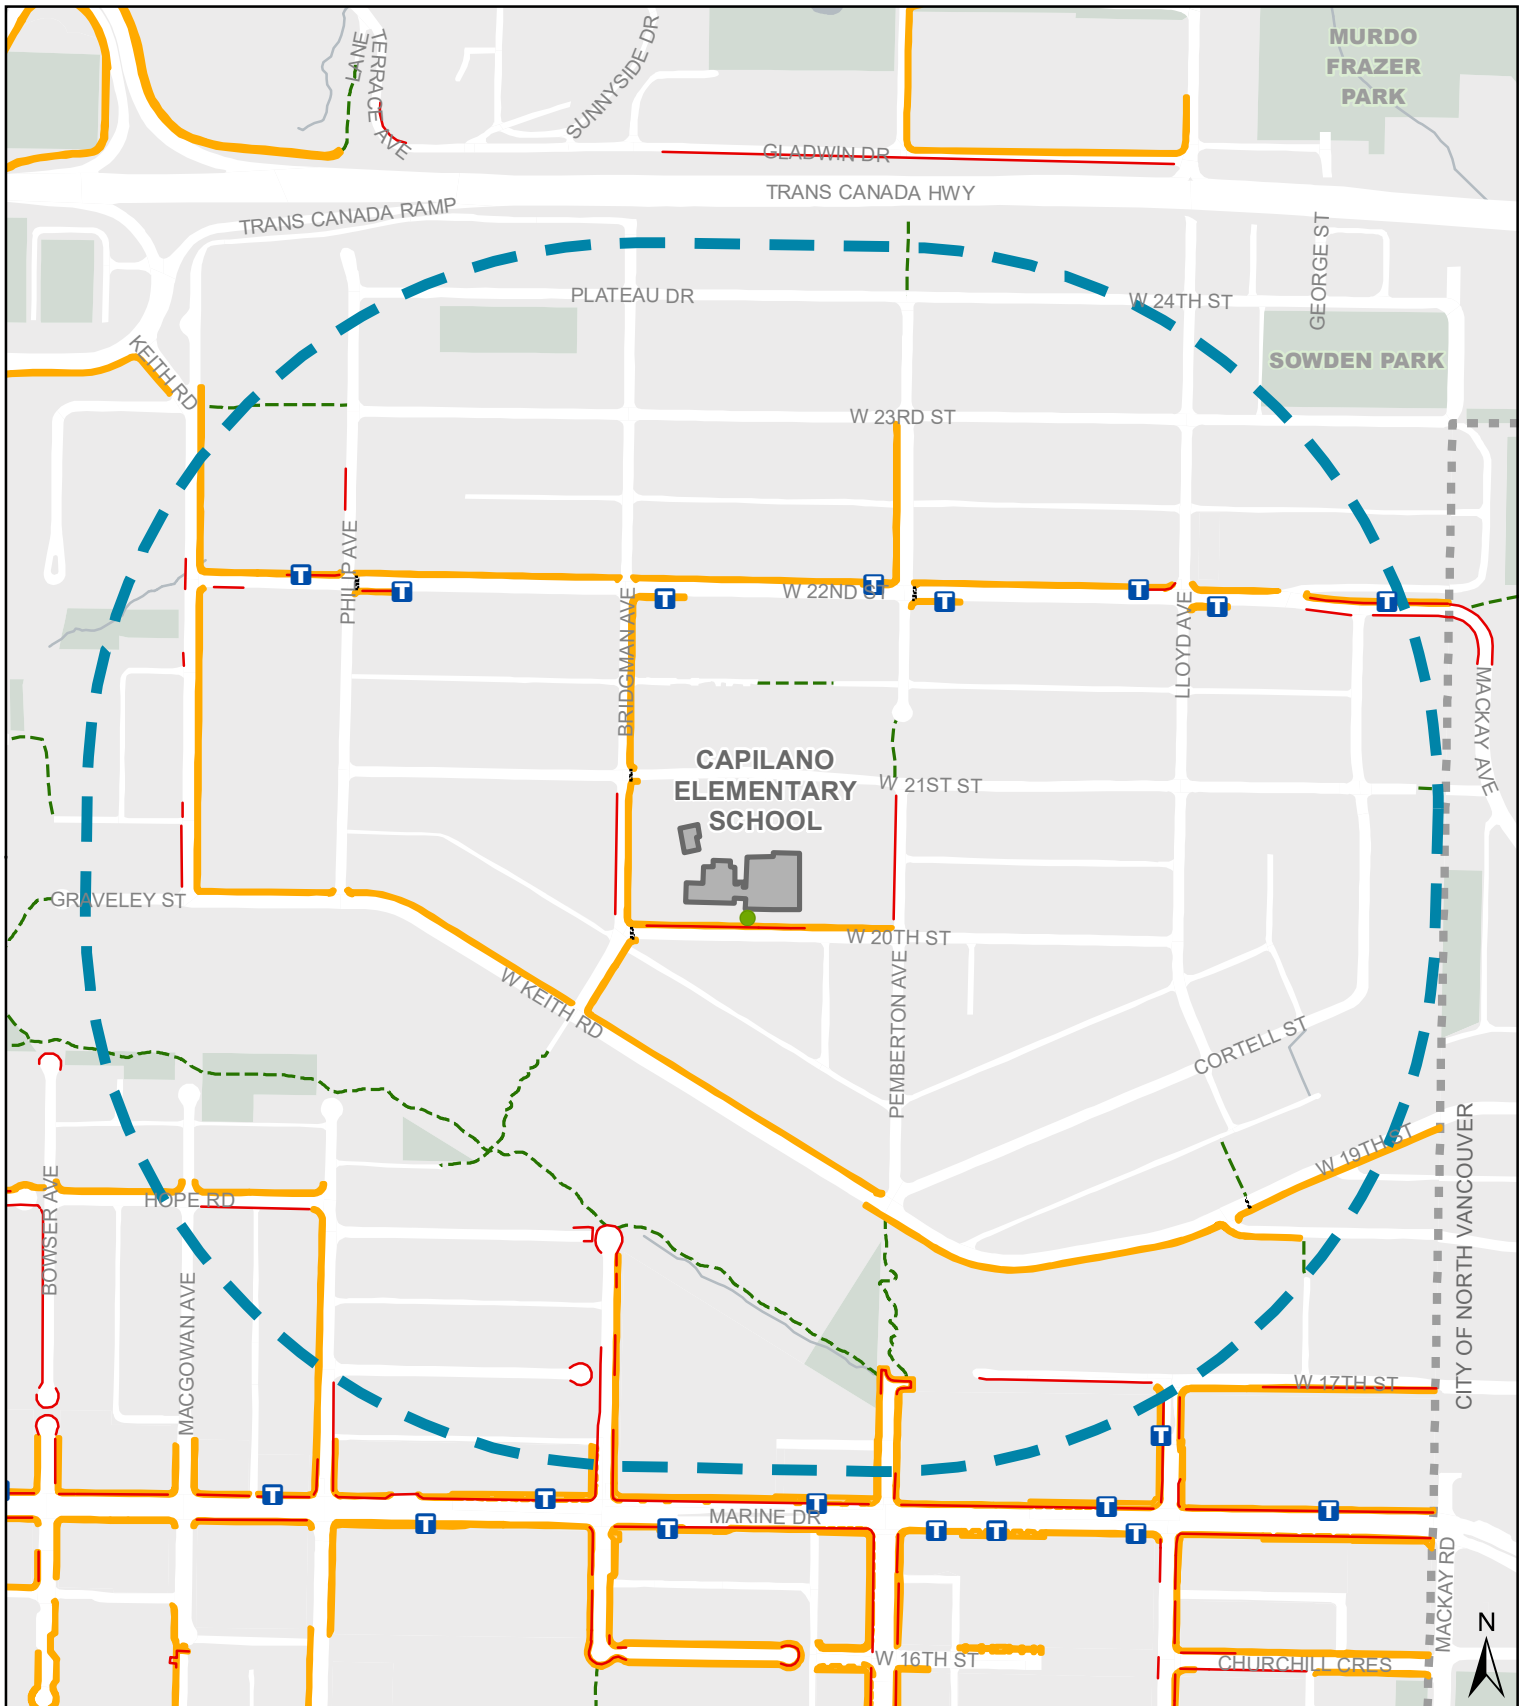 MURDO
FRAZER
PARK
LANE
TERRACE AVE
SUNNYSIDE DR
GLADWIN DR
TRANS CANADA HWY
TRANS CANADA RAMP
GEORGE ST
PLATEAU DR
W 24TH ST
KEITH RD
SOWDEN PARK
W 23RD ST
PHILIP AVE
T
T
T
W 22ND ST
T
T
T
T
T
BRIDGMAN AVE
LLOYD AVE
MACKAY AVE
CAPILANO
ELEMENTARY
SCHOOL
W 21ST ST
GRAVELEY ST
W 20TH ST
W KEITH RD
PEMBERTON AVE
CORTELL ST
W 19TH ST
CITY OF NORTH VANCOUVER
BOWSER AVE
HOPE RD
MACGOWAN AVE
W 17TH ST
T
T
T
T
T
T
MARINE DR
T
T
T
T
T
MACKAY RD
W 16TH ST
CHURCHILL CRES
N